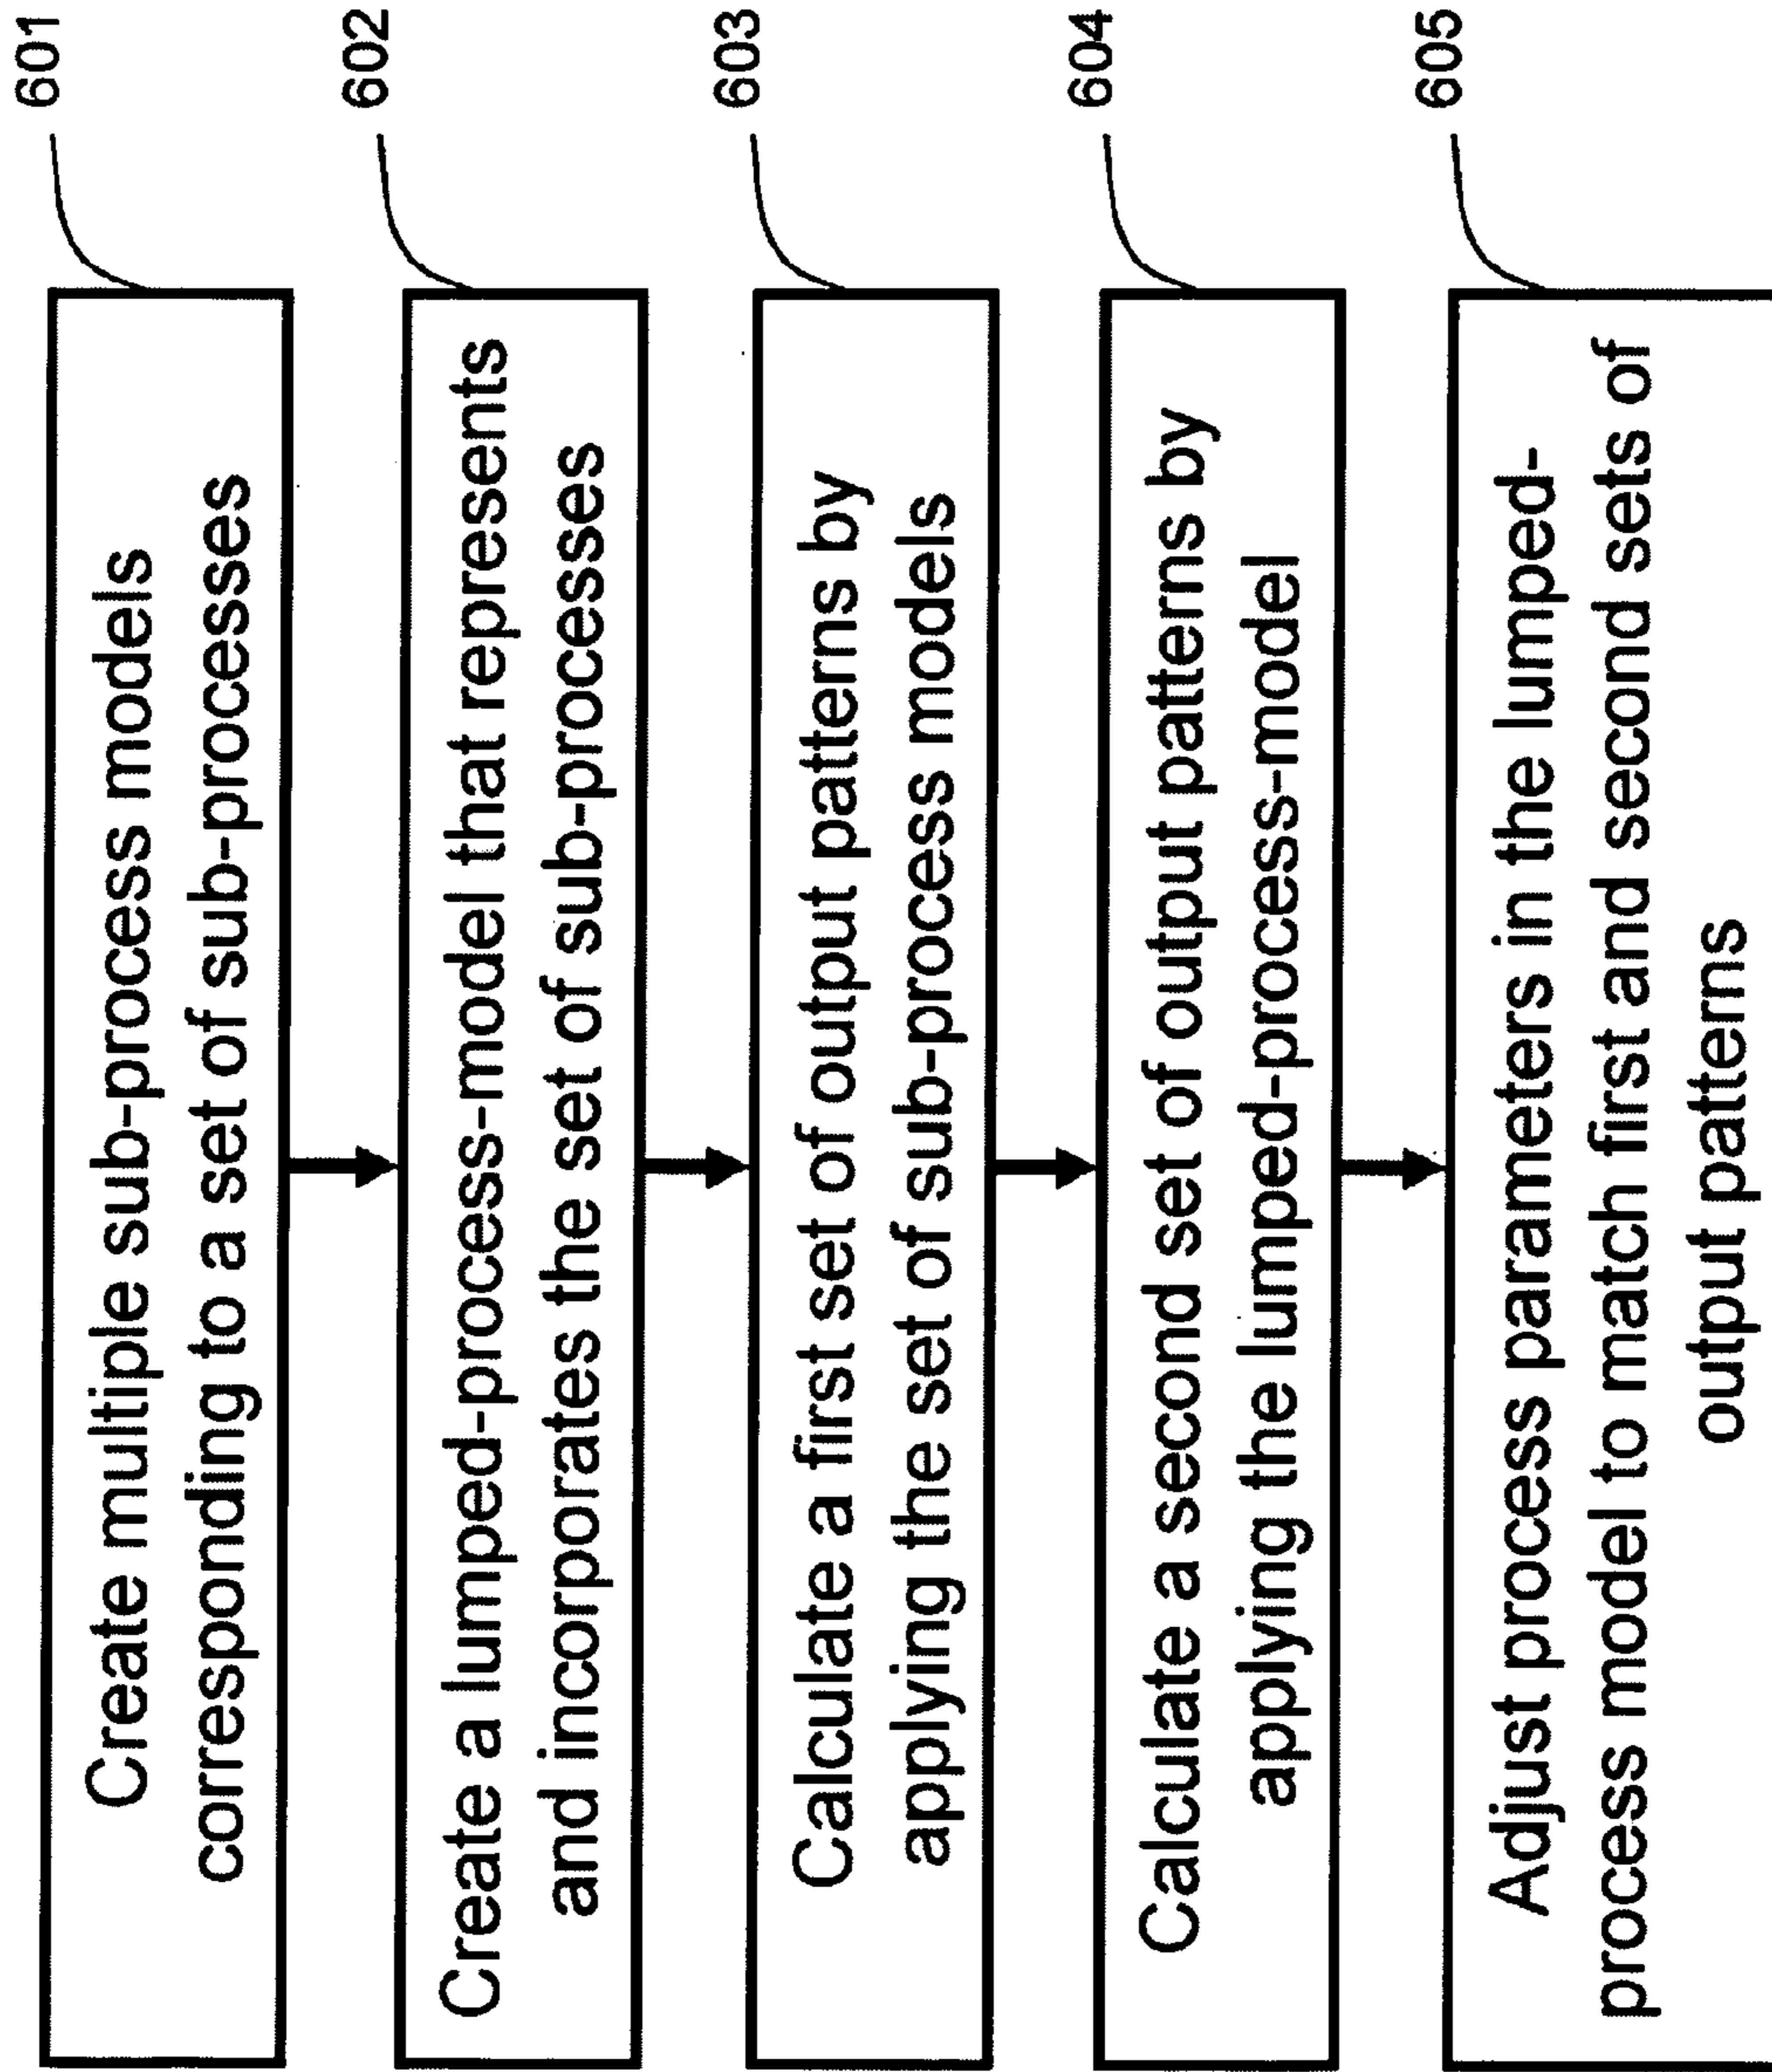 601
Create multiple sub-process models
corresponding to a set of sub-processes
602
Create a lumped-process-model that represents
and incorporates the set of sub-processes
603
Calculate a first set of output patterns by
applying the set of sub-process models
604
Calculate a second set of output patterns by
applying the lumped-process-model
605
Adjust process parameters in the lumped-
process model to match first and second sets of
output patterns